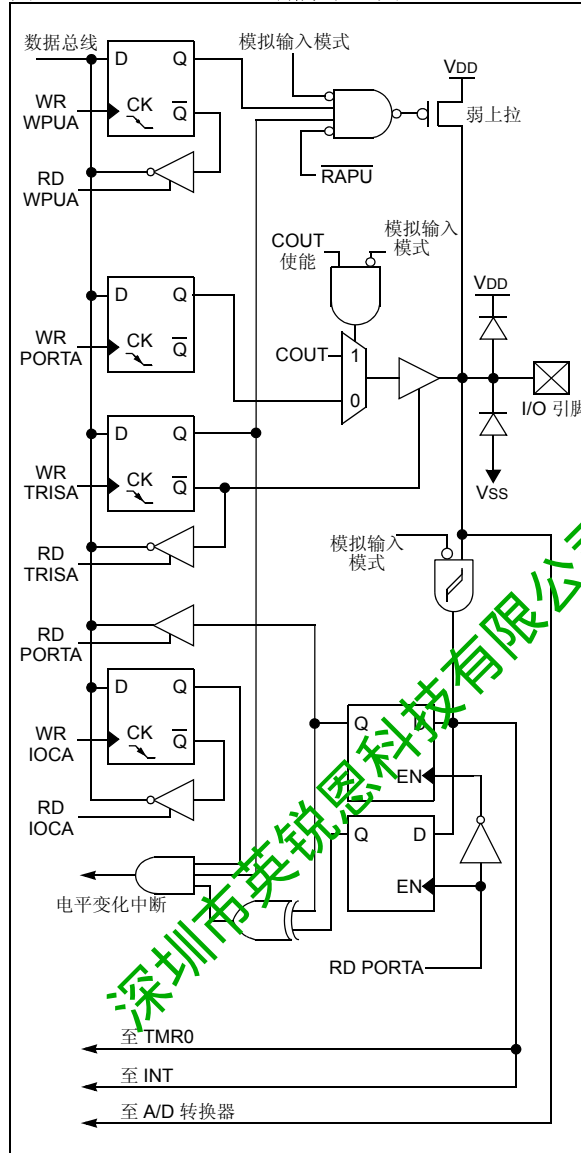 数据总线
D
Q
WR
WPUA
CK
Q
模拟输入模式
VDD
弱上拉
RAPU
RD
WPUA
COUT
使能
模拟输入
模式
D
Q
WR
PORTA
CK
Q
COUT
1
0
VDD
I/O 引脚
VSS
D
Q
WR
TRISA
CK
Q
RD
TRISA
模拟输入
模式
RD
PORTA
D
Q
WR
IOCA
CK
Q
RD
IOCA
Q
D
EN
Q
D
EN
电平变化中断
RD PORTA
至 TMR0
至 INT
至 A/D 转换器
深圳市英锐恩科技有限公司